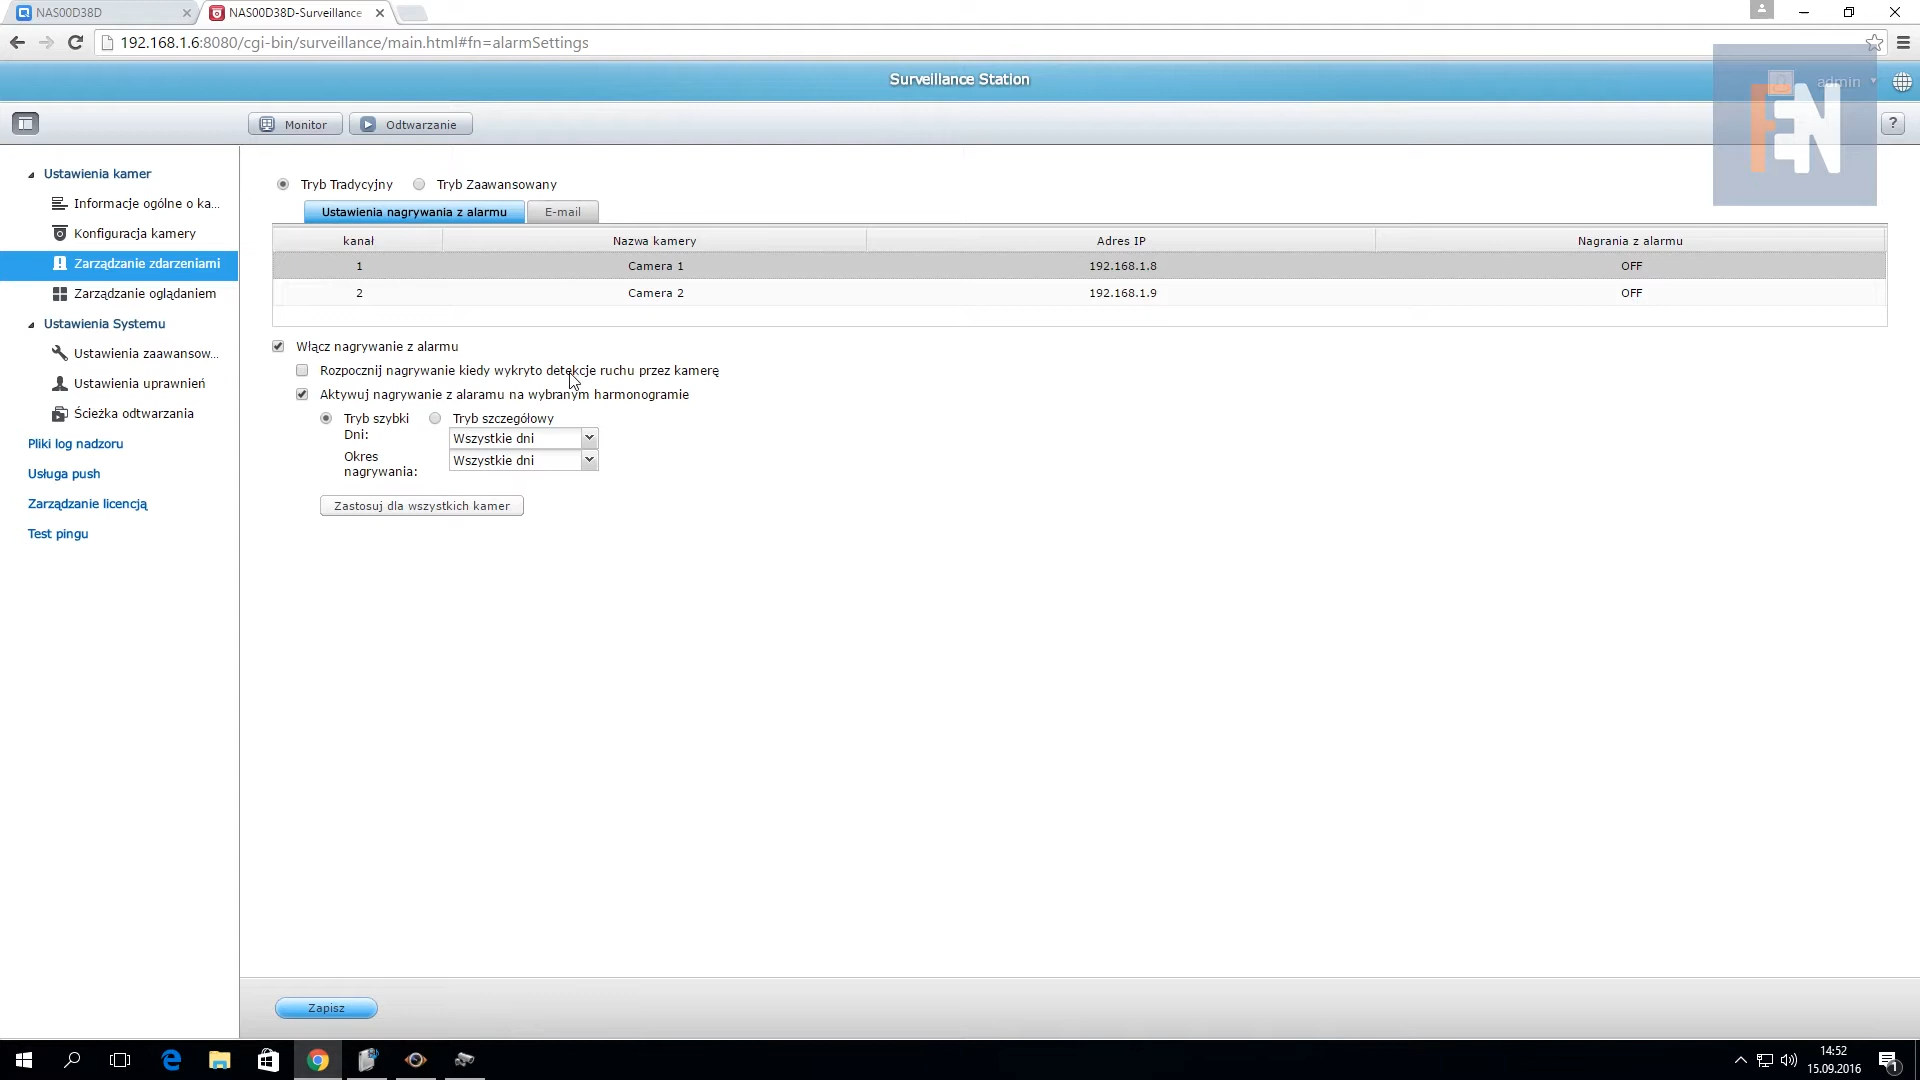 NAS00D38D
NAS00D38D-Surveillance
192.168.1.6:8080/cgi-bin/surveillance/main.html#fn=alarmSettings
Surveillance Station
admin
FEN
Monitor
Odtwarzanie
?
Ustawienia kamer
Informacje ogólne o ka...
Konfiguracja kamery
Zarządzanie zdarzeniami
Zarządzanie oglądaniem
Ustawienia Systemu
Ustawienia zaawansow...
Ustawienia uprawnień
Ścieżka odtwarzania
Pliki log nadzoru
Usługa push
Zarządzanie licencją
Test pingu
Tryb Tradycyjny Tryb Zaawansowany
Ustawienia nagrywania z alarmu E-mail
kanał Nazwa kamery Adres IP Nagrania z alarmu
1 Camera 1 192.168.1.8 OFF
2 Camera 2 192.168.1.9 OFF
Włącz nagrywanie z alarmu
Rozpocznij nagrywanie kiedy wykryto detekcje ruchu przez kamerę
Aktywuj nagrywanie z alaramu na wybranym harmonogramie
Tryb szybki Tryb szczegółowy
Dni: Wszystkie dni
Okres nagrywania: Wszystkie dni
Zastosuj dla wszystkich kamer
Zapisz
14:52
15.09.2016
1